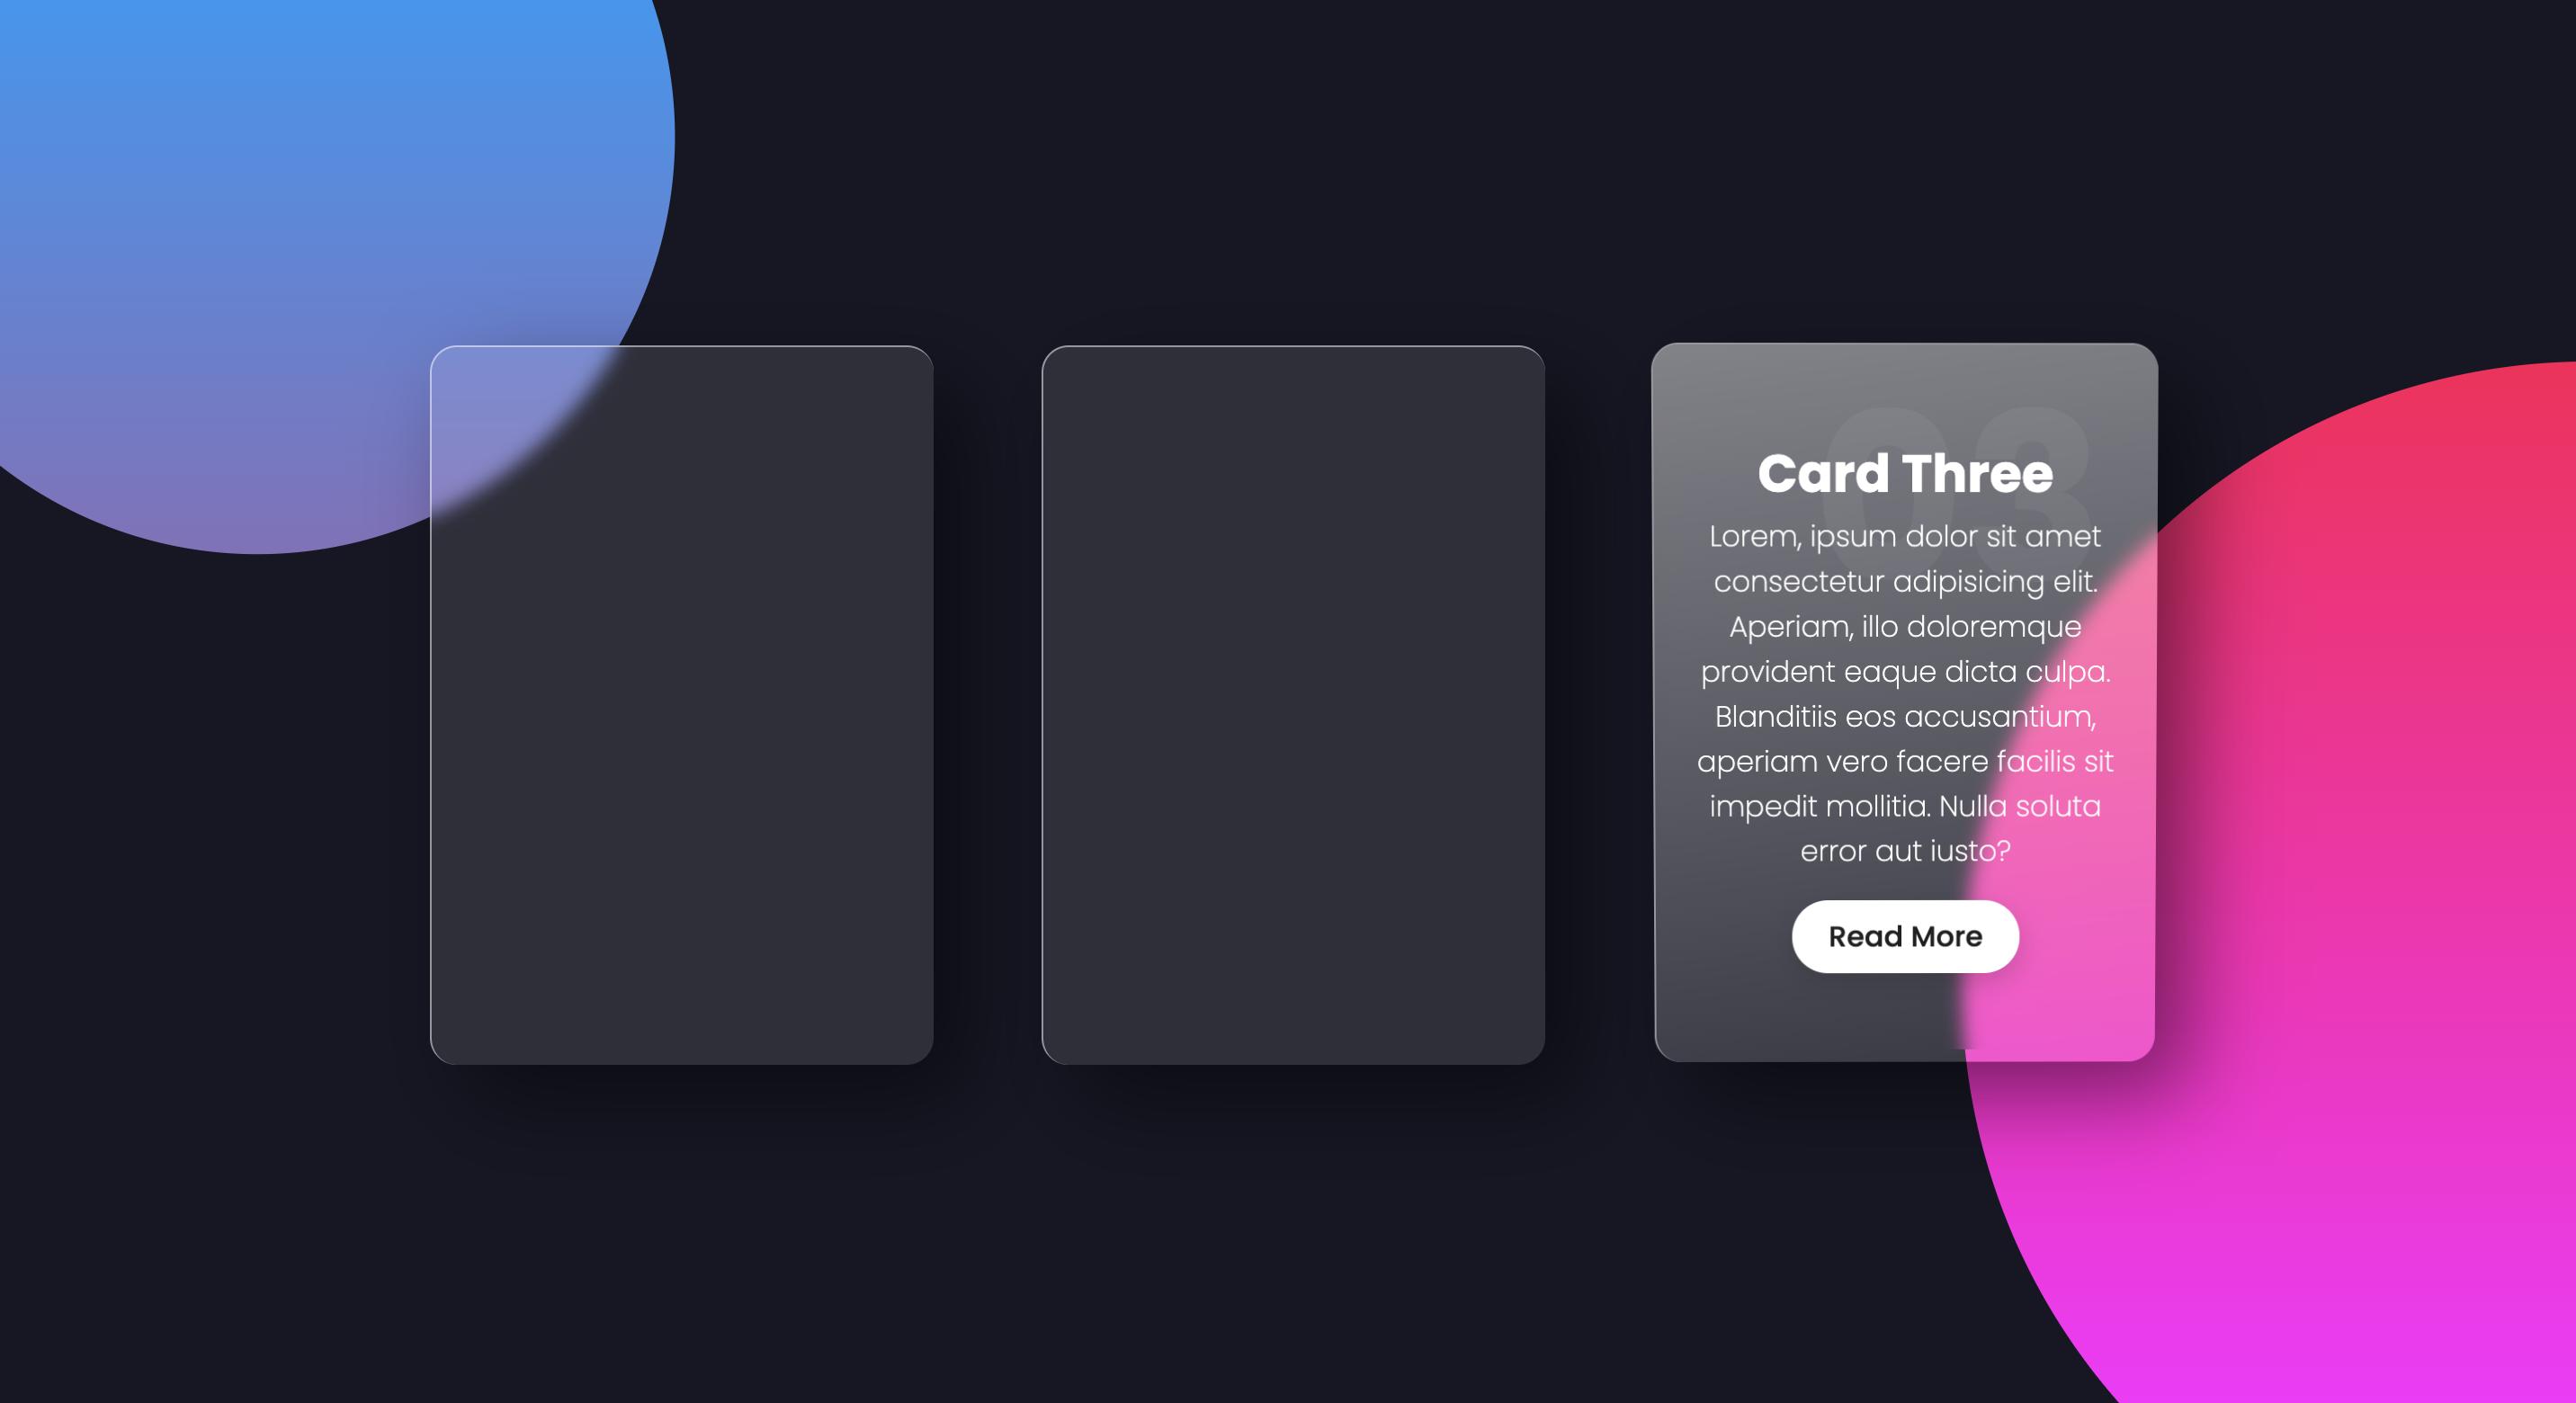 03
Card Three
Lorem, ipsum dolor sit amet
consectetur adipisicing elit.
Aperiam, illo doloremque
provident eaque dicta culpa.
Blanditiis eos accusantium,
aperiam vero facere facilis sit
impedit mollitia. Nulla soluta
error aut iusto?
Read More